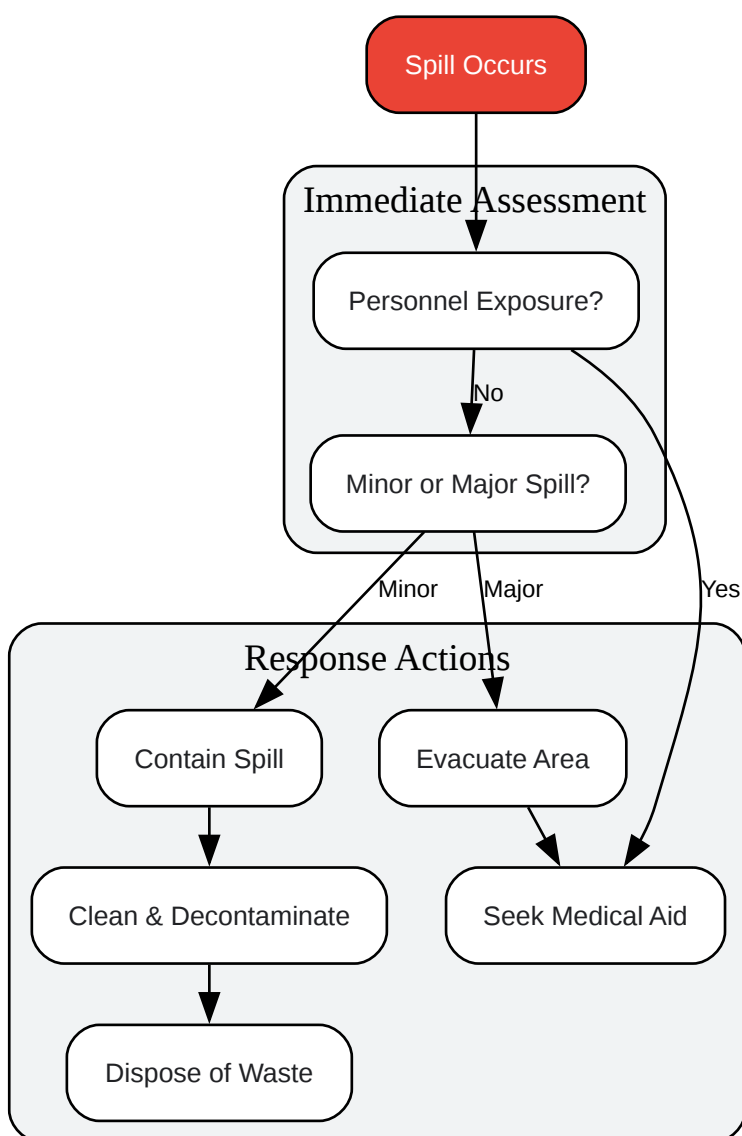 Spill Occurs
Immediate Assessment
Personnel Exposure?
No
Minor or Major Spill?
Minor
Major
Yes
Response Actions
Contain Spill
Evacuate Area
Clean & Decontaminate
Seek Medical Aid
Dispose of Waste